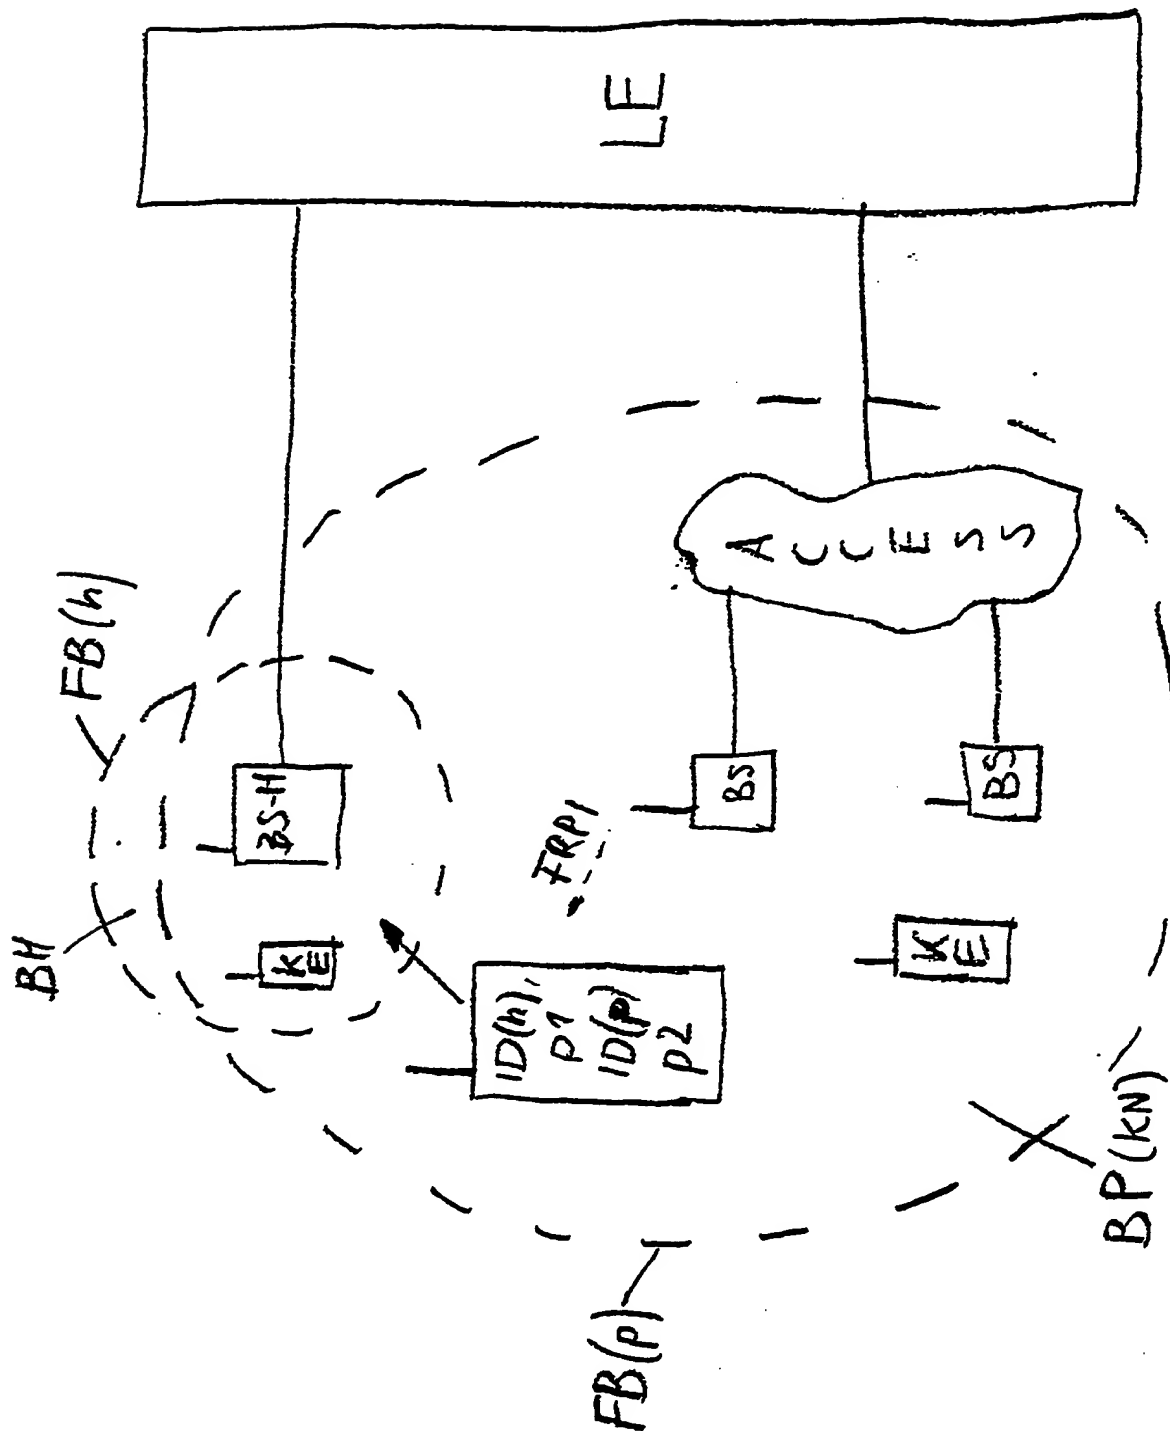 LE
FB(h)
BH
BS-H
KE
ACCESS
FRP1
BS
BS
KE
ID(h),
p1
ID(p)
p2
FB(p)
BP(kN)